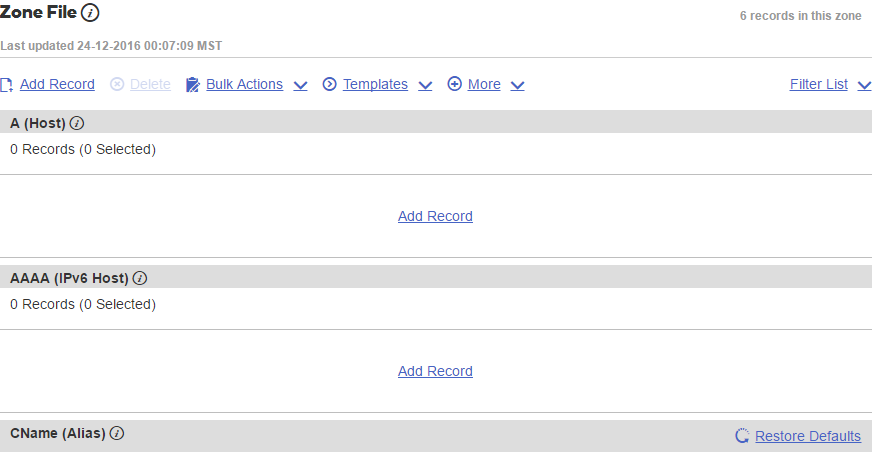 Zone File
6 records in this zone
Last updated 24-12-2016 00:07:09 MST
Add Record Delete Bulk Actions Templates More Filter List
A (Host)
0 Records (0 Selected)
Add Record
AAAA (IPv6 Host)
0 Records (0 Selected)
Add Record
CName (Alias)
Restore Defaults